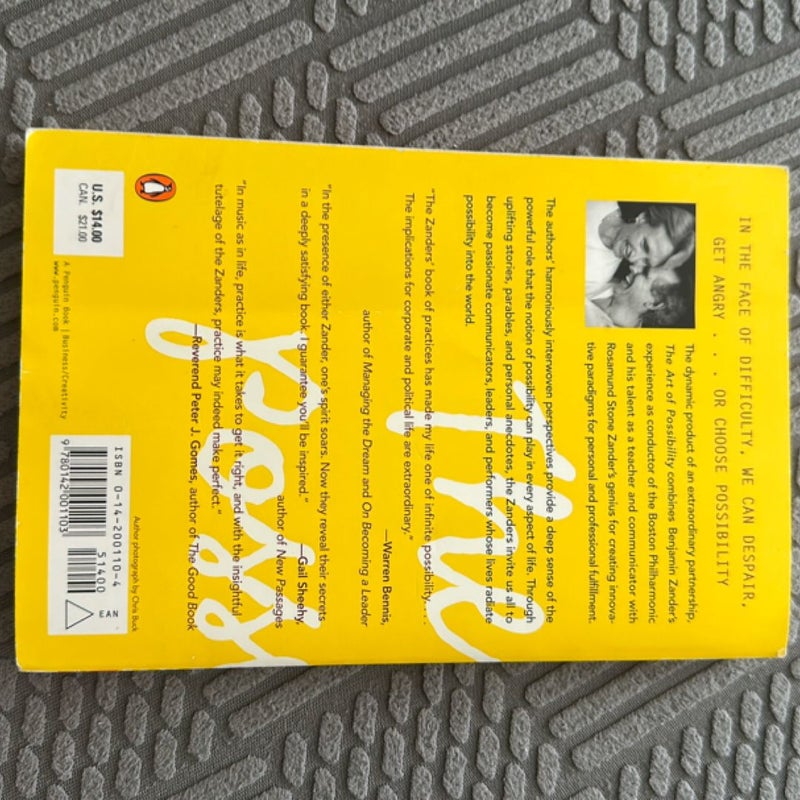 IN THE FACE OF DIFFICULTY, WE CAN DESPAIR,
GET ANGRY . . . OR CHOOSE POSSIBILITY
The dynamic product of an extraordinary partnership,
The Art of Possibility combines Benjamin Zander's
experience as conductor of the Boston Philharmonic
and his talent as a teacher and communicator with
Rosamund Stone Zander's genius for creating innova-
tive paradigms for personal and professional fulfillment.
The authors' harmoniously interwoven perspectives provide a deep sense of the
powerful role that the notion of possibility can play in every aspect of life. Through
uplifting stories, parables, and personal anecdotes, the Zanders invite us all to
become passionate communicators, leaders, and performers whose lives radiate
possibility into the world.
"The Zanders' book of practices has made my life one of infinite possibility. . . .
The implications for corporate and political life are extraordinary."
—Warren Bennis,
author of Managing the Dream and On Becoming a Leader
"In the presence of either Zander, one's spirit soars. Now they reveal their secrets
in a deeply satisfying book. I guarantee you'll be inspired."
—Gail Sheehy,
author of New Passages
"In music as in life, practice is what it takes to get it right, and with the insightful
tutelage of the Zanders, practice may indeed make perfect."
—Reverend Peter J. Gomes, author of The Good Book
The
poss
U.S. $14.00
CAN. $21.00
A Penguin Book | Business/Creativity
www.penguin.com
Author photograph by Chris Buck
ISBN 0-14-200110-4
9 780142 001103
51400
EAN